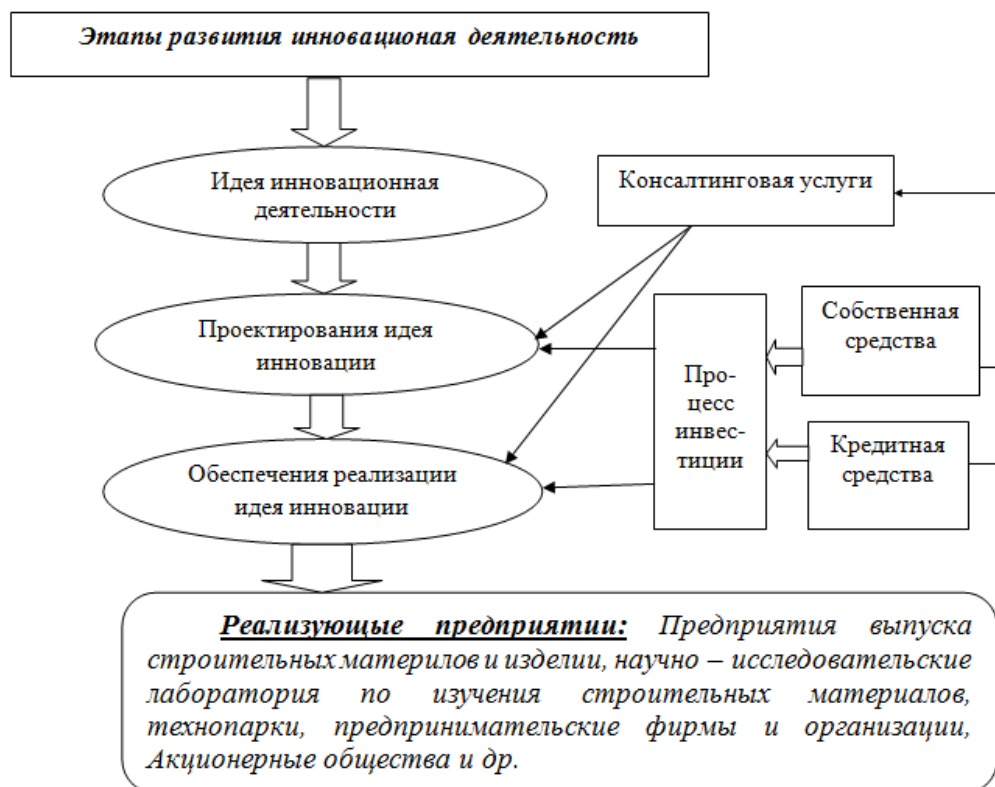 Этапы развития инновационая деятельность
Идея инновационная
деятельности
Консалтинговая услуги
Проектирования идея
инновации
Про-
цесс
инвес-
тиции
Собственная
средства
Обеспечения реализации
идея инновации
Кредитная
средства
Реализующые предприятии: Предприятия выпуска
строительных материлов и изделии, научно – исследовательские
лаборатория по изучения строительных материалов,
технопарки, предпринимательские фирмы и организации,
Акционерные общества и др.